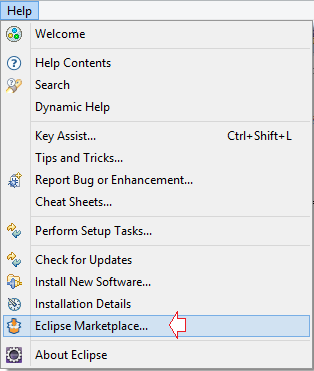 Help
Welcome
Help Contents
Search
Dynamic Help
Key Assist... Ctrl+Shift+L
Tips and Tricks...
Report Bug or Enhancement...
Cheat Sheets...
Perform Setup Tasks...
Check for Updates
Install New Software...
Installation Details
Eclipse Marketplace...
About Eclipse